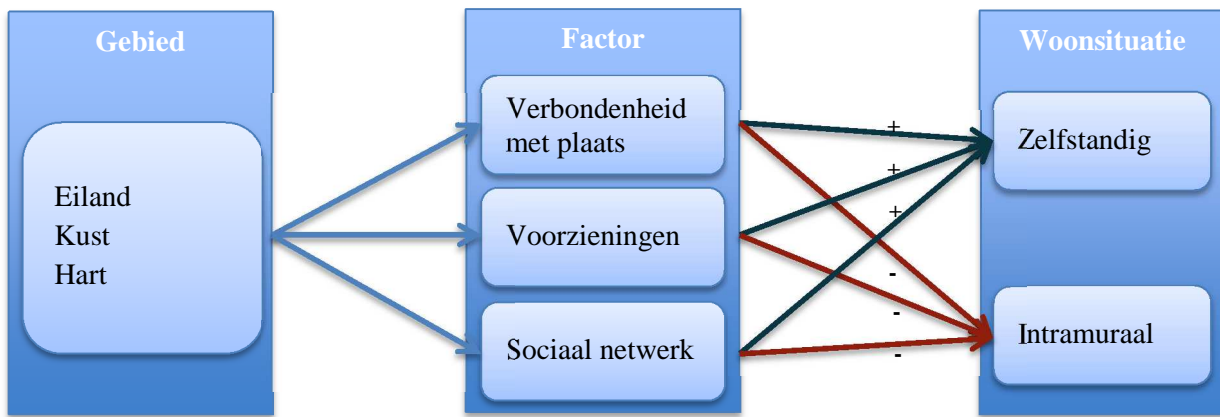 Gebied
Eiland
Kust
Hart
Factor
Verbondenheid
met plaats
Voorzieningen
Sociaal netwerk
+
+
+
-
-
-
Woonsituatie
Zelfstandig
Intramuraal